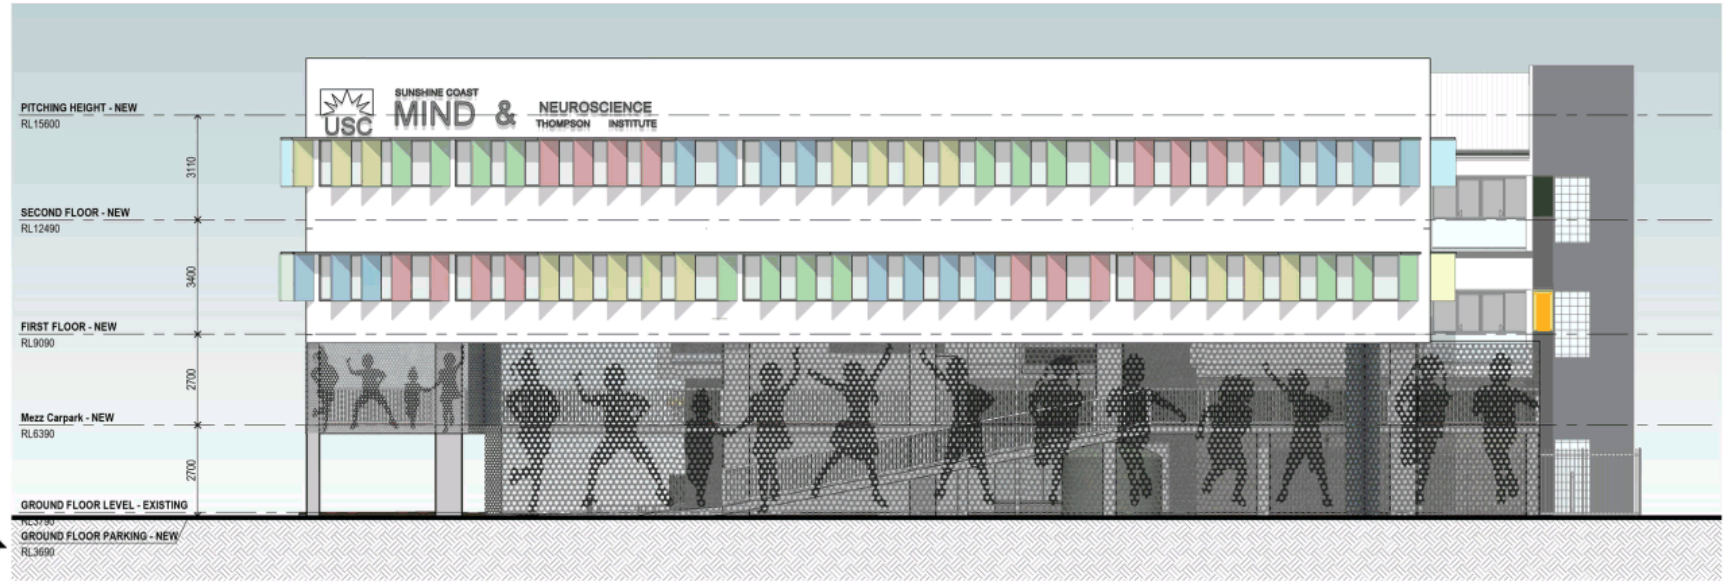 PITCHING HEIGHT - NEW
RL15600
SUNSHINE COAST
USC MIND & NEUROSCIENCE
THOMPSON INSTITUTE
3110
SECOND FLOOR - NEW
RL12490
3400
FIRST FLOOR - NEW
RL9090
2700
Mezz Carpark - NEW
RL6390
2700
GROUND FLOOR LEVEL - EXISTING
RL3790
GROUND FLOOR PARKING - NEW
RL3690